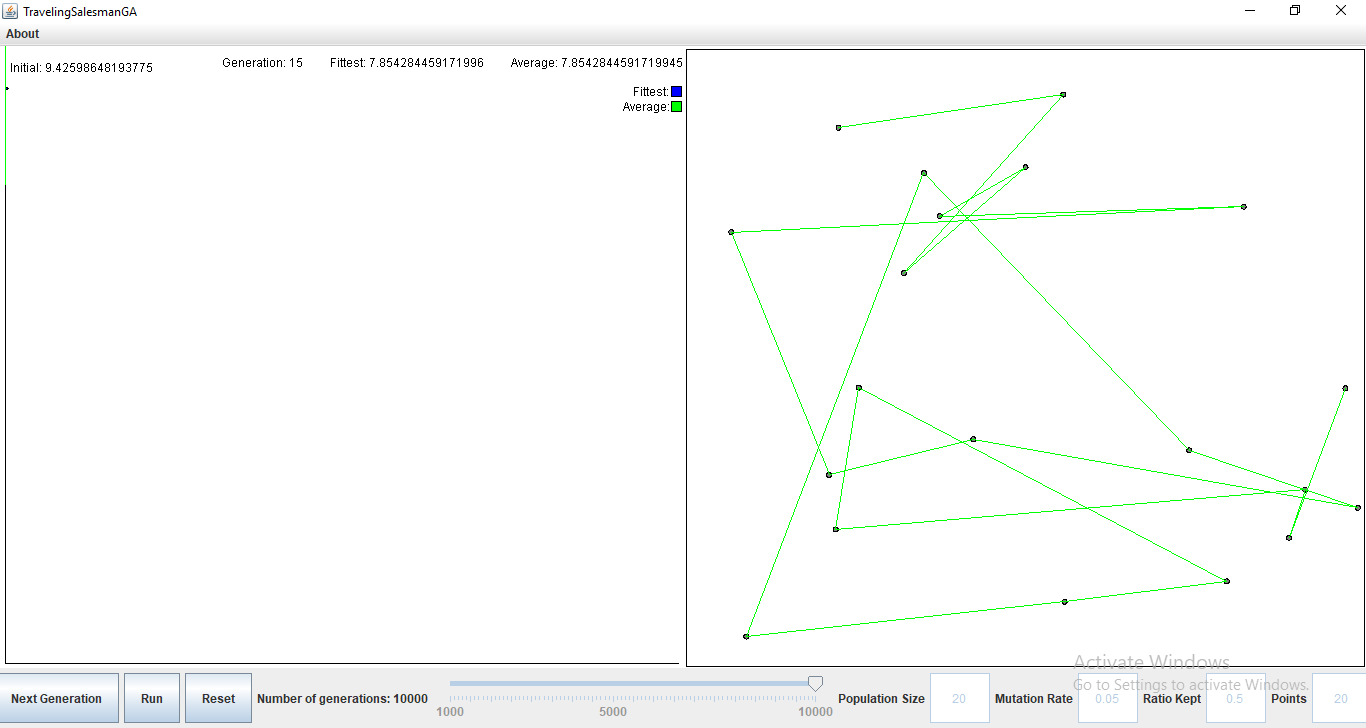 TravelingSalesmanGA
About
Initial: 9.42598648193775
Generation: 15 Fittest: 7.854284459171996 Average: 7.8542844591719945
Fittest:
Average:
Activate Windows
Go to Settings to activate Windows.
Next Generation Run Reset Number of generations: 10000 1000 5000 10000 Population Size 20 Mutation Rate 0.05 Ratio Kept 0.5 Points 20